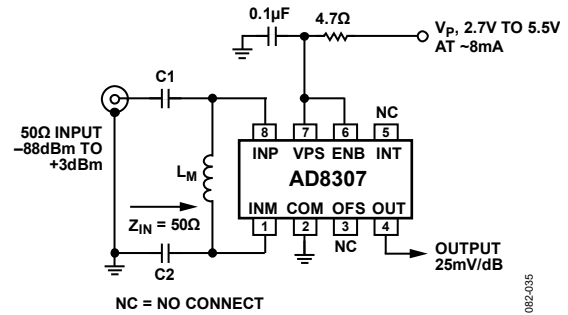 0.1µF
4.7Ω
VP, 2.7V TO 5.5V
AT ~8mA
C1
NC
50Ω INPUT
–88dBm TO
+3dBm
8 7 6 5
INP VPS ENB INT
LM
AD8307
ZIN = 50Ω
INM COM OFS OUT
1 2 3 4
NC
C2
OUTPUT
25mV/dB
NC = NO CONNECT
082-035